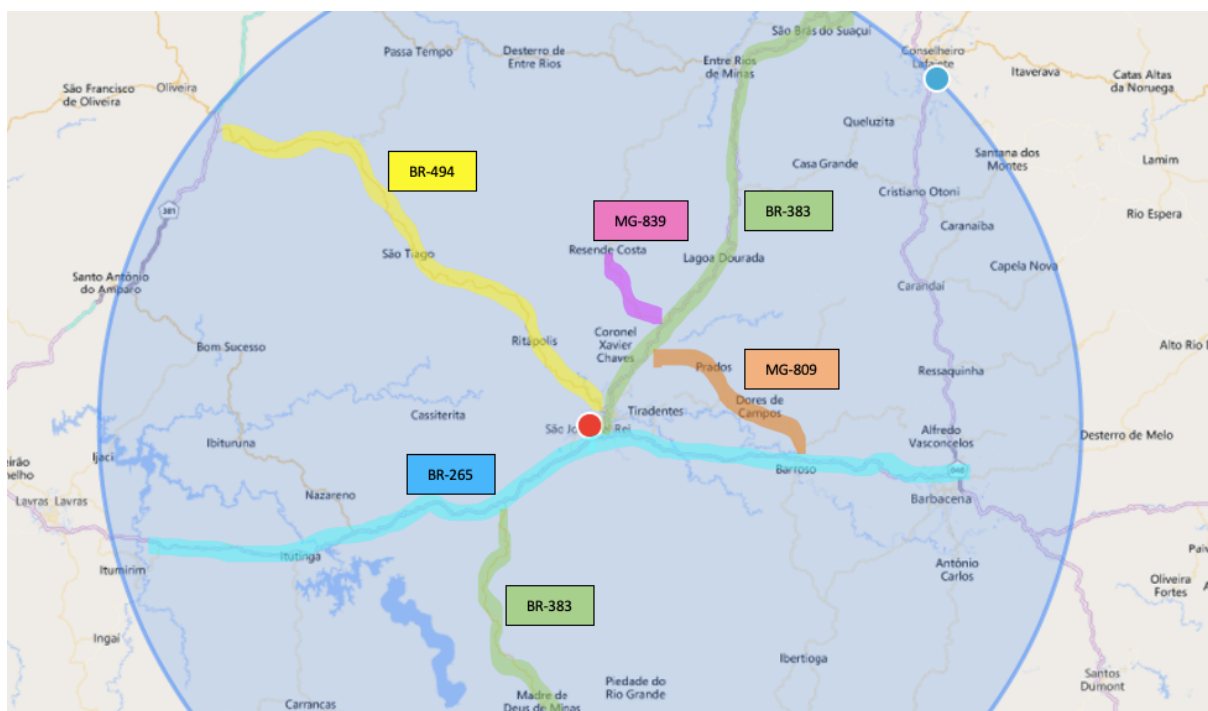 São Brás do Suaçuí
Conselheiro
Lafaiete
Passa Tempo
Desterro de
Entre Rios
Entre Rios
de Minas
Itaverava
Catas Altas
da Noruega
São Francisco
de Oliveira
Oliveira
Queluzita
BR-494
Casa Grande
Santana dos
Montes
Lamim
Cristiano Otoni
BR-383
MG-839
381
Rio Espera
Caranaíba
Resende Costa
São Tiago
Lagoa Dourada
Capela Nova
Santo Antônio
do Amparo
Carandaí
Ritápolis
Coronel
Xavier
Chaves
Bom Sucesso
Prados
MG-809
Ressaquinha
Alto Rio
Cassiterita
Tiradentes
Dores de
Campos
São Jo Rei
Alfredo
Vasconcelos
Desterro de Melo
Ibituruna
Ijaci
BR-265
Barroso
040
Lavras Lavras
Nazareno
Barbacena
Itutinga
Itumirim
Antônio
Carlos
Oliveira
Fortes
BR-383
Ingaí
Ibertioga
Piedade do
Rio Grande
Santos
Dumont
Madre de
Deus de Minas
Carrancas